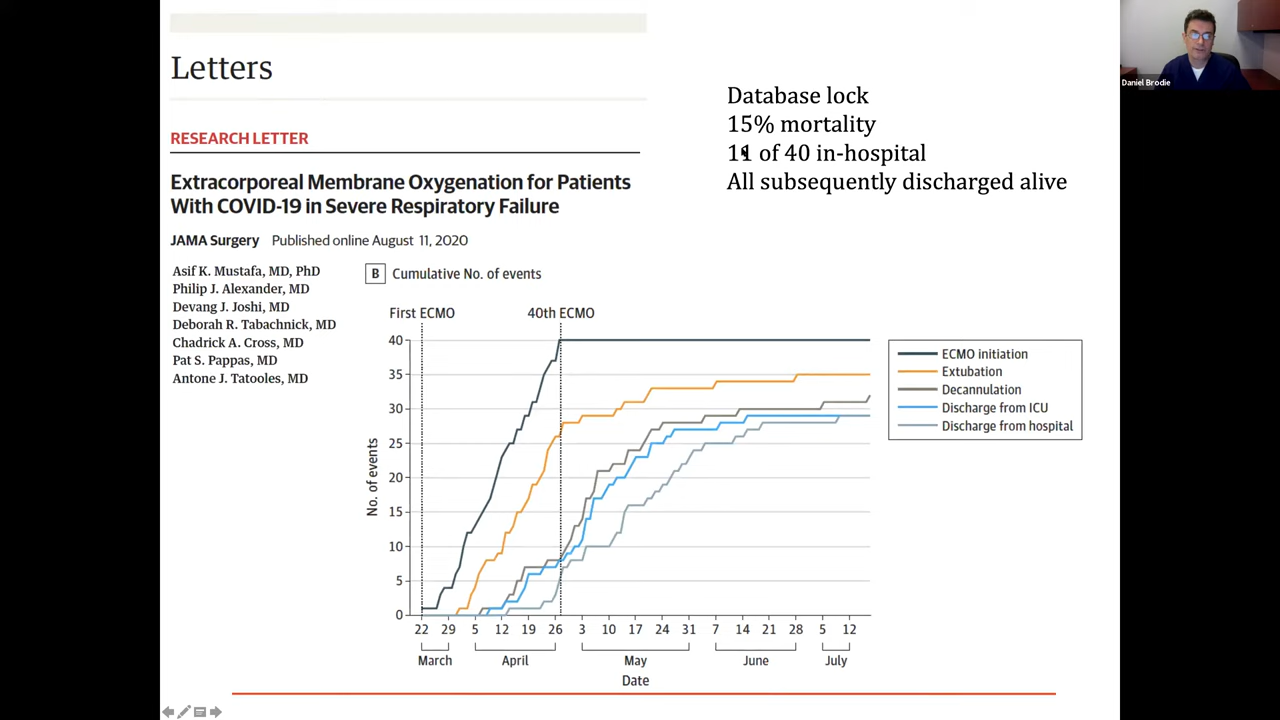 Letters
RESEARCH LETTER
Extracorporeal Membrane Oxygenation for Patients
With COVID-19 in Severe Respiratory Failure
JAMA Surgery Published online August 11, 2020
Asif K. Mustafa, MD, PhD
Philip J. Alexander, MD
Devang J. Joshi, MD
Deborah R. Tabachnick, MD
Chadrick A. Cross, MD
Pat S. Pappas, MD
Antone J. Tatooles, MD
Database lock
15% mortality
11 of 40 in-hospital
All subsequently discharged alive
Daniel Brodie
B Cumulative No. of events
First ECMO 40th ECMO
No. of events
40
35
30
25
20
15
10
5
0
22 29 5 12 19 26 3 10 17 24 31 7 14 21 28 5 12
March April May June July
Date
ECMO initiation
Extubation
Decannulation
Discharge from ICU
Discharge from hospital